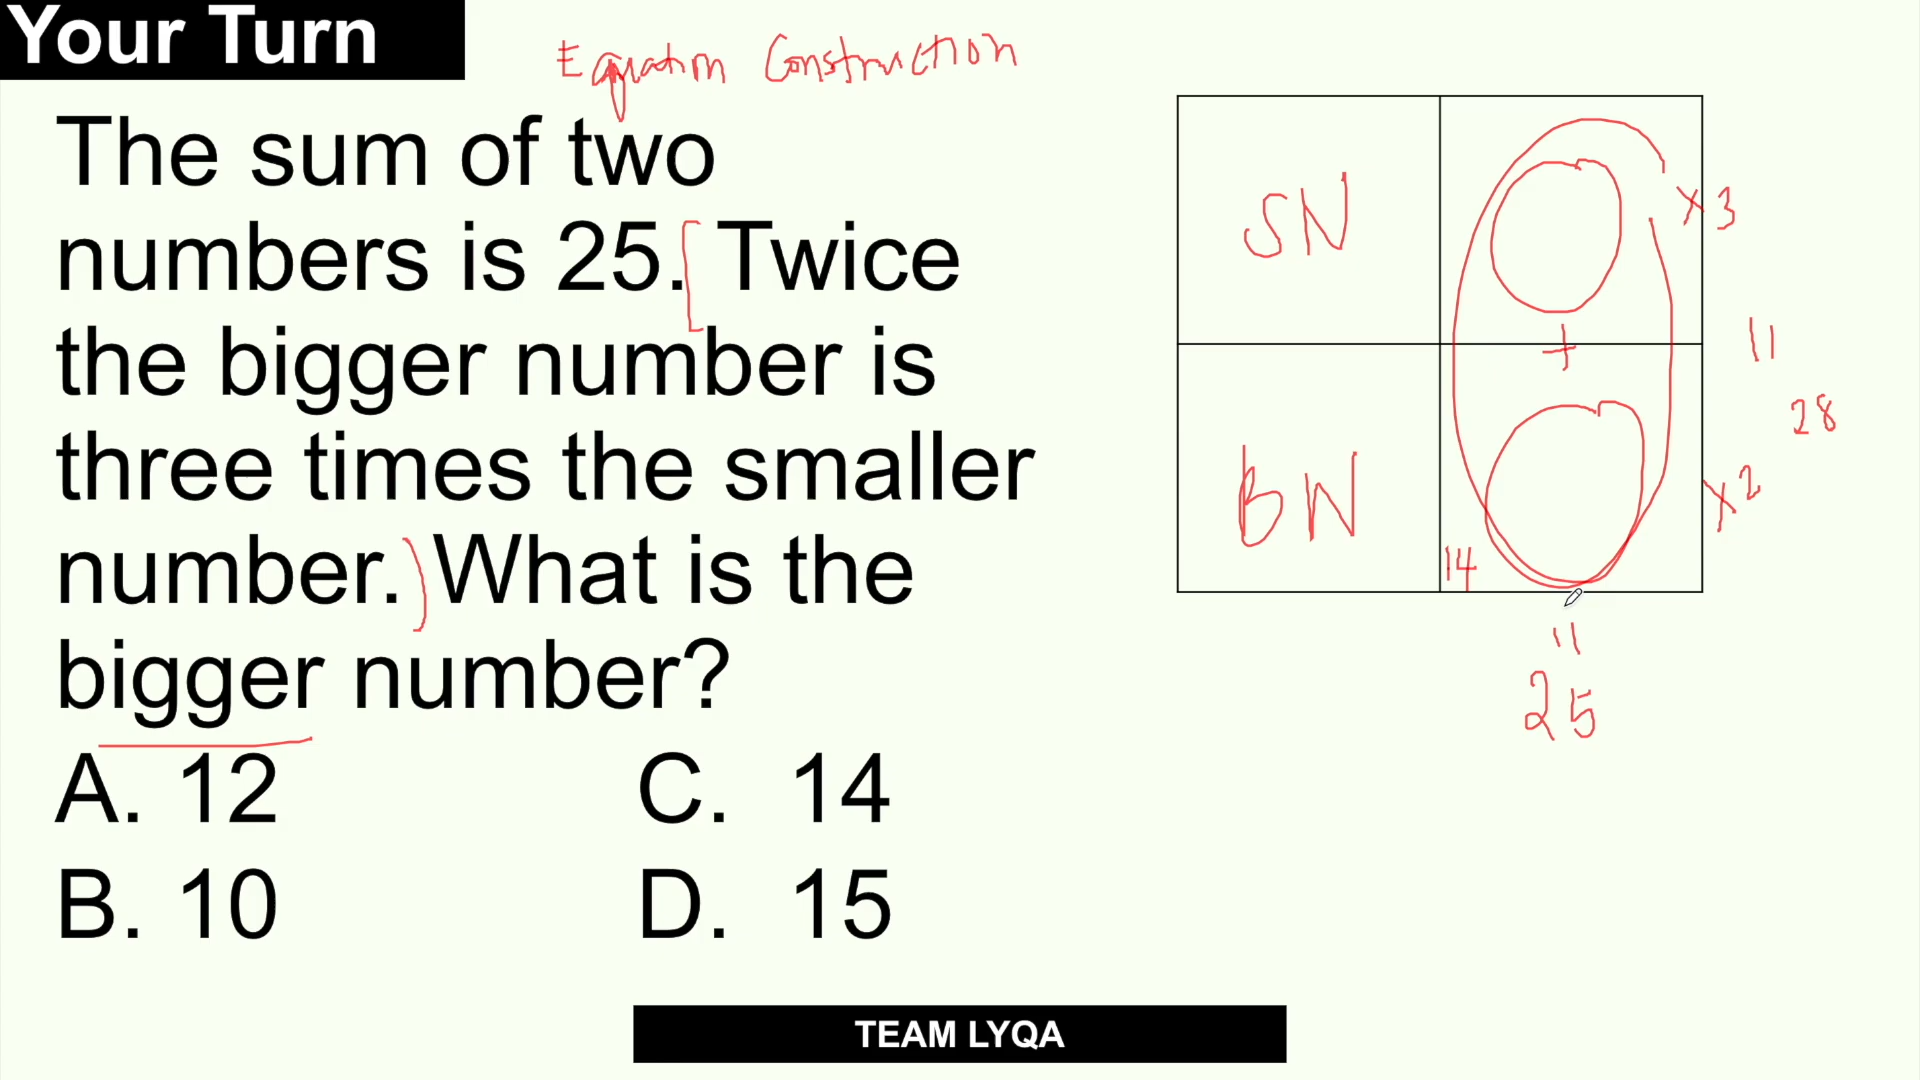 Your Turn
Equation Construction
The sum of two
numbers is 25. [Twice
the bigger number is
three times the smaller
number.) What is the
bigger number?
A. 12
B. 10
C. 14
D. 15
SN
x3
+
11
28
BN
x2
14
11
25
TEAM LYQA